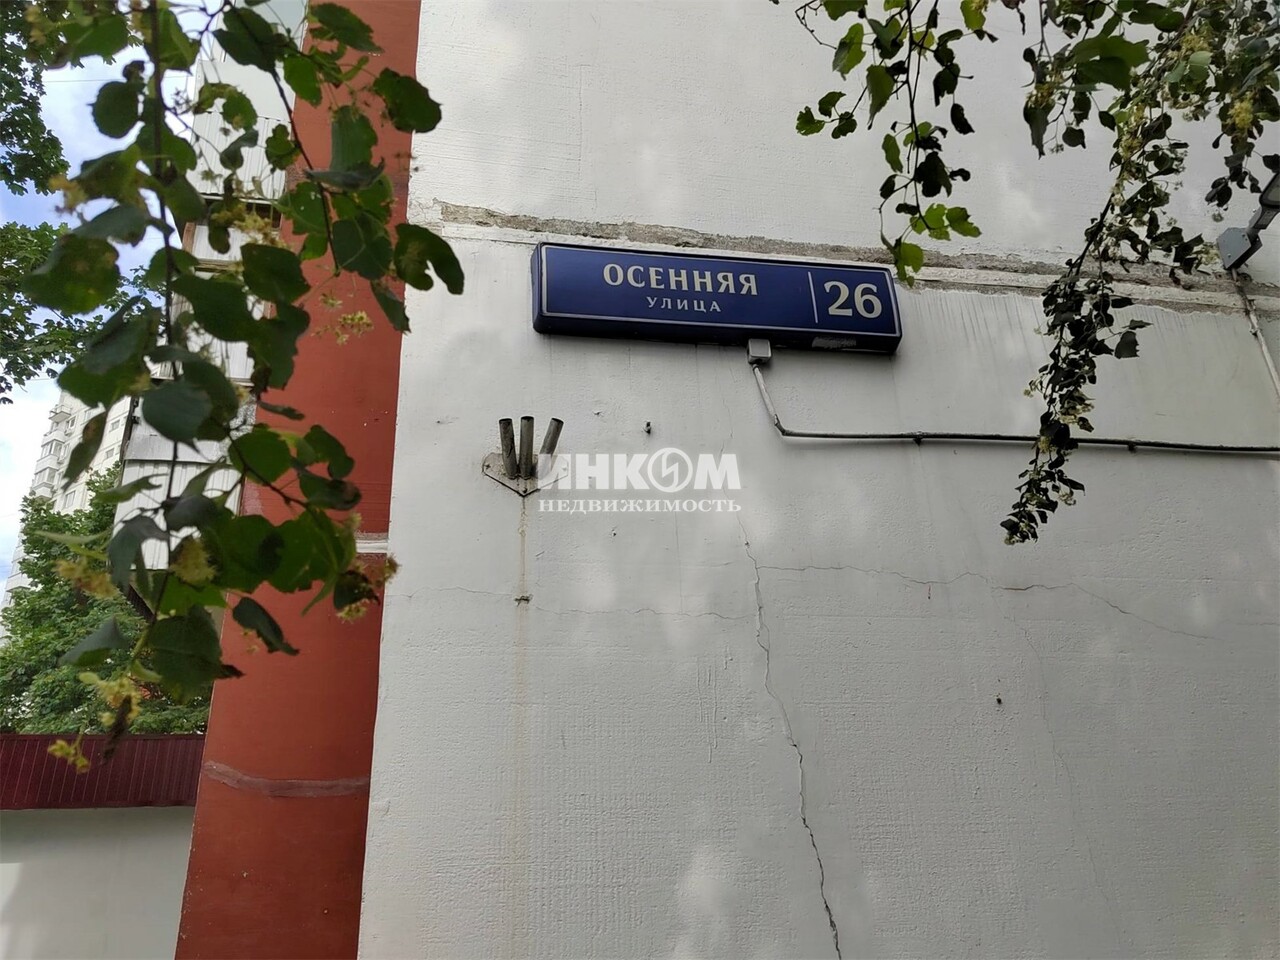 ОСЕННЯЯ
УЛИЦА
26
ИНКОМ
НЕДВИЖИМОСТЬ